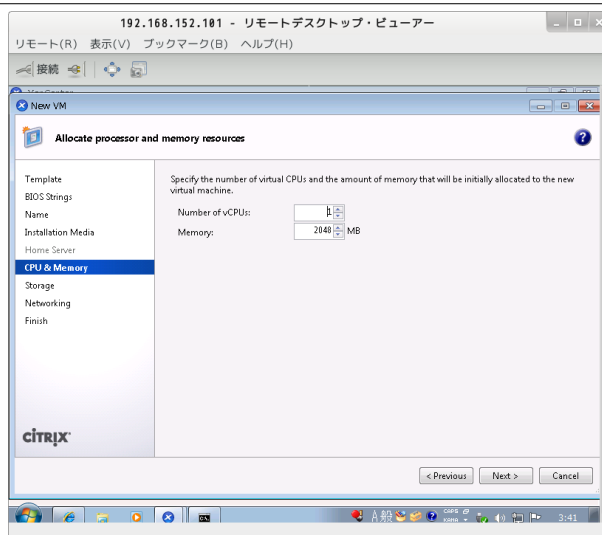 192.168.152.101 - リモートデスクトップ・ビューアー
リモート(R) 表示(V) ブックマーク(B) ヘルプ(H)
接続
New VM
Allocate processor and memory resources
Template
BIOS Strings
Name
Installation Media
Home Server
CPU & Memory
Storage
Networking
Finish
Specify the number of virtual CPUs and the amount of memory that will be initially allocated to the new
virtual machine.
Number of vCPUs: 1
Memory: 2048 MB
CITRIX
< Previous Next > Cancel
A 般 CAPS KANA 3:41